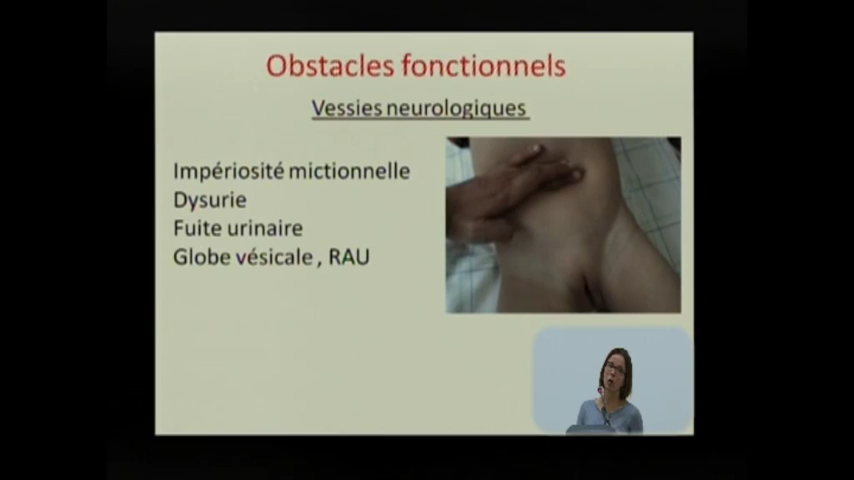 Obstacles fonctionnels
Vessies neurologiques
Impériosité mictionnelle
Dysurie
Fuite urinaire
Globe vésicale , RAU